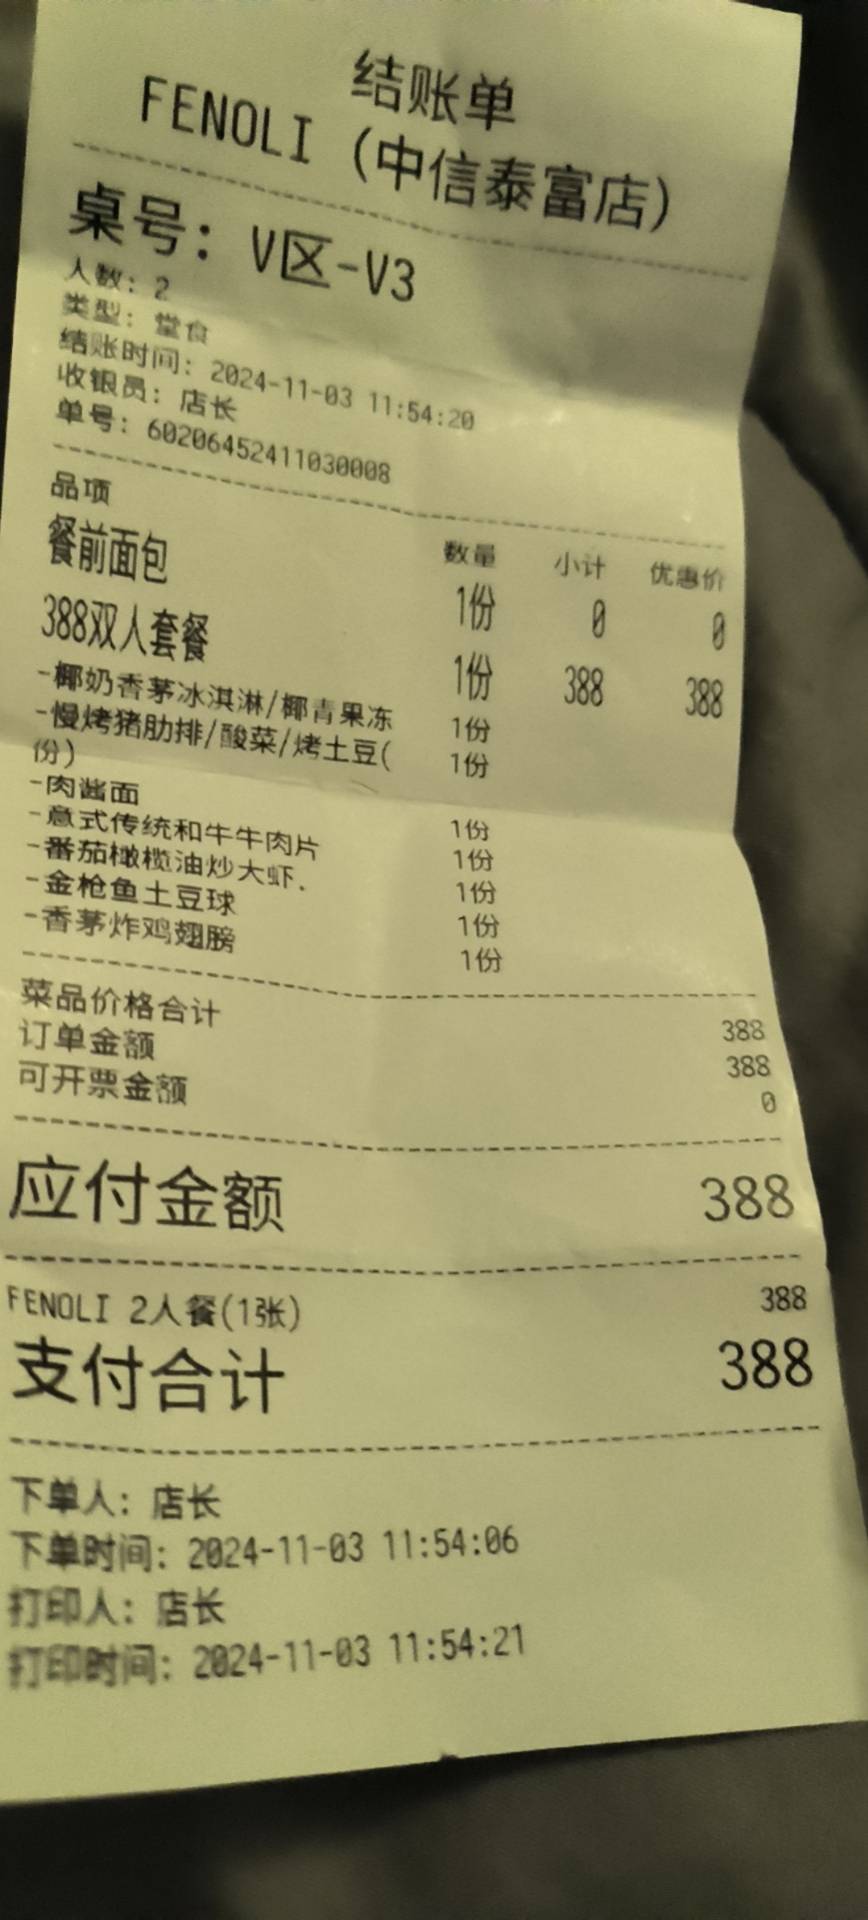 结账单
FENOLI (中信泰富店)
桌号: V区-V3
人数: 2
类型: 堂食
结账时间: 2024-11-03 11:54:20
收银员: 店长
单号: 602064524110300008
品项 数量 小计 优惠价
餐前面包 1份 0 0
388双人套餐 1份 388 388
-椰奶香茅冰淇淋/椰青果冻 1份
-慢烤猪肋排/酸菜/烤土豆( 1份
份)
-肉酱面 1份
-意式传统和牛牛肉片 1份
-番茄橄榄油炒大虾. 1份
-金枪鱼土豆球 1份
-香茅炸鸡翅膀 1份
菜品价格合计 388
订单金额 388
可开票金额 0
应付金额 388
FENOLI 2人餐(1张) 388
支付合计 388
下单人: 店长
下单时间: 2024-11-03 11:54:06
打印人: 店长
打印时间: 2024-11-03 11:54:21